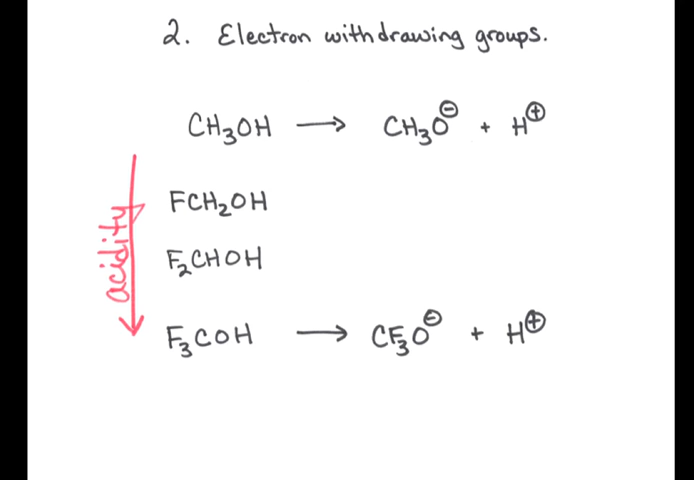 2. Electron withdrawing groups.
CH₃OH ⟶ CH₃O⊖ + H⊕
acidity
FCH₂OH
F₂CHOH
F₃COH ⟶ CF₃O⊖ + H⊕